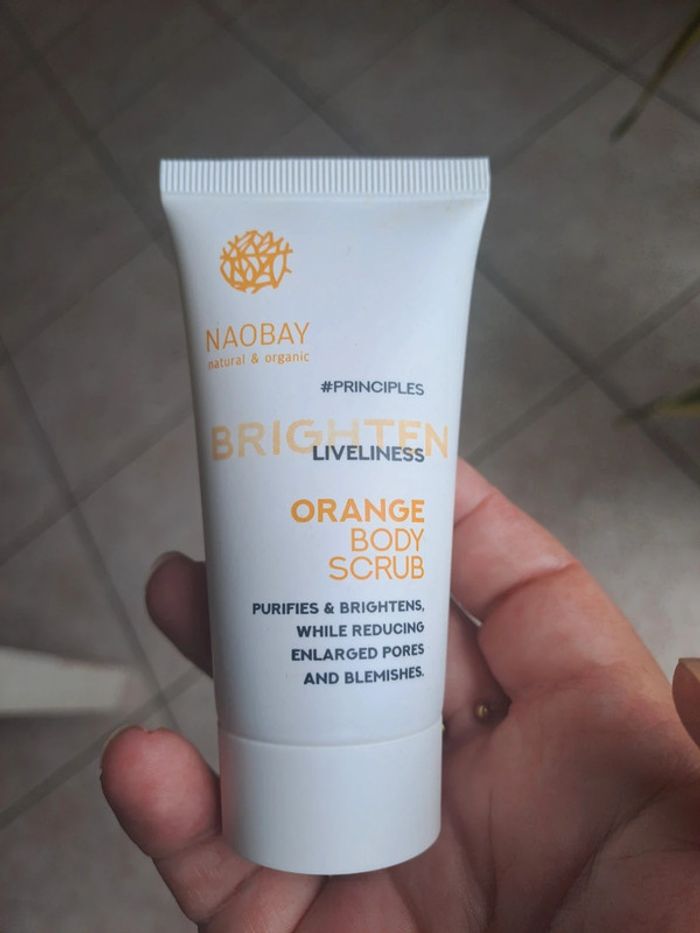 NAOBAY
natural & organic
#PRINCIPLES
BRIGHTEN
LIVELINESS
ORANGE
BODY
SCRUB
PURIFIES & BRIGHTENS,
WHILE REDUCING
ENLARGED PORES
AND BLEMISHES.